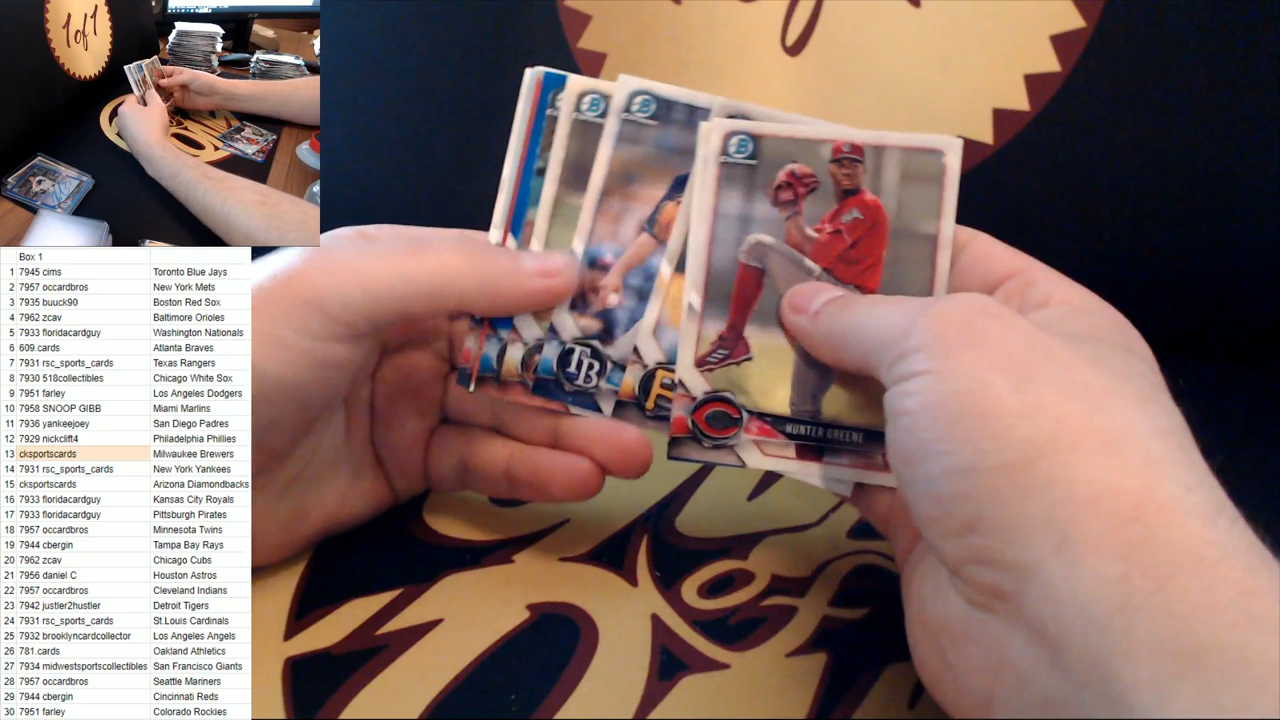 1 of 1
Box 1
1 7945 cims Toronto Blue Jays
2 7957 occardbros New York Mets
3 7935 buuck90 Boston Red Sox
4 7962 zcav Baltimore Orioles
5 7933 floridacardguy Washington Nationals
6 609.cards Atlanta Braves
7 7931 rsc_sports_cards Texas Rangers
8 7930 518collectibles Chicago White Sox
9 7951 farley Los Angeles Dodgers
10 7958 SNOOP GIBB Miami Marlins
11 7936 yankeejoey San Diego Padres
12 7929 nickclift4 Philadelphia Phillies
13 cksportscards Milwaukee Brewers
14 7931 rsc_sports_cards New York Yankees
15 cksportscards Arizona Diamondbacks
16 7933 floridacardguy Kansas City Royals
17 7933 floridacardguy Pittsburgh Pirates
18 7957 occardbros Minnesota Twins
19 7944 cbergin Tampa Bay Rays
20 7962 zcav Chicago Cubs
21 7956 daniel C Houston Astros
22 7957 occardbros Cleveland Indians
23 7942 justler2hustler Detroit Tigers
24 7931 rsc_sports_cards St.Louis Cardinals
25 7932 brooklyncardcollector Los Angeles Angels
26 781.cards Oakland Athletics
27 7934 midwestsportscollectibles San Francisco Giants
28 7957 occardbros Seattle Mariners
29 7944 cbergin Cincinnati Reds
30 7951 farley Colorado Rockies
B
B
B
TB
C
HUNTER GREENE
of